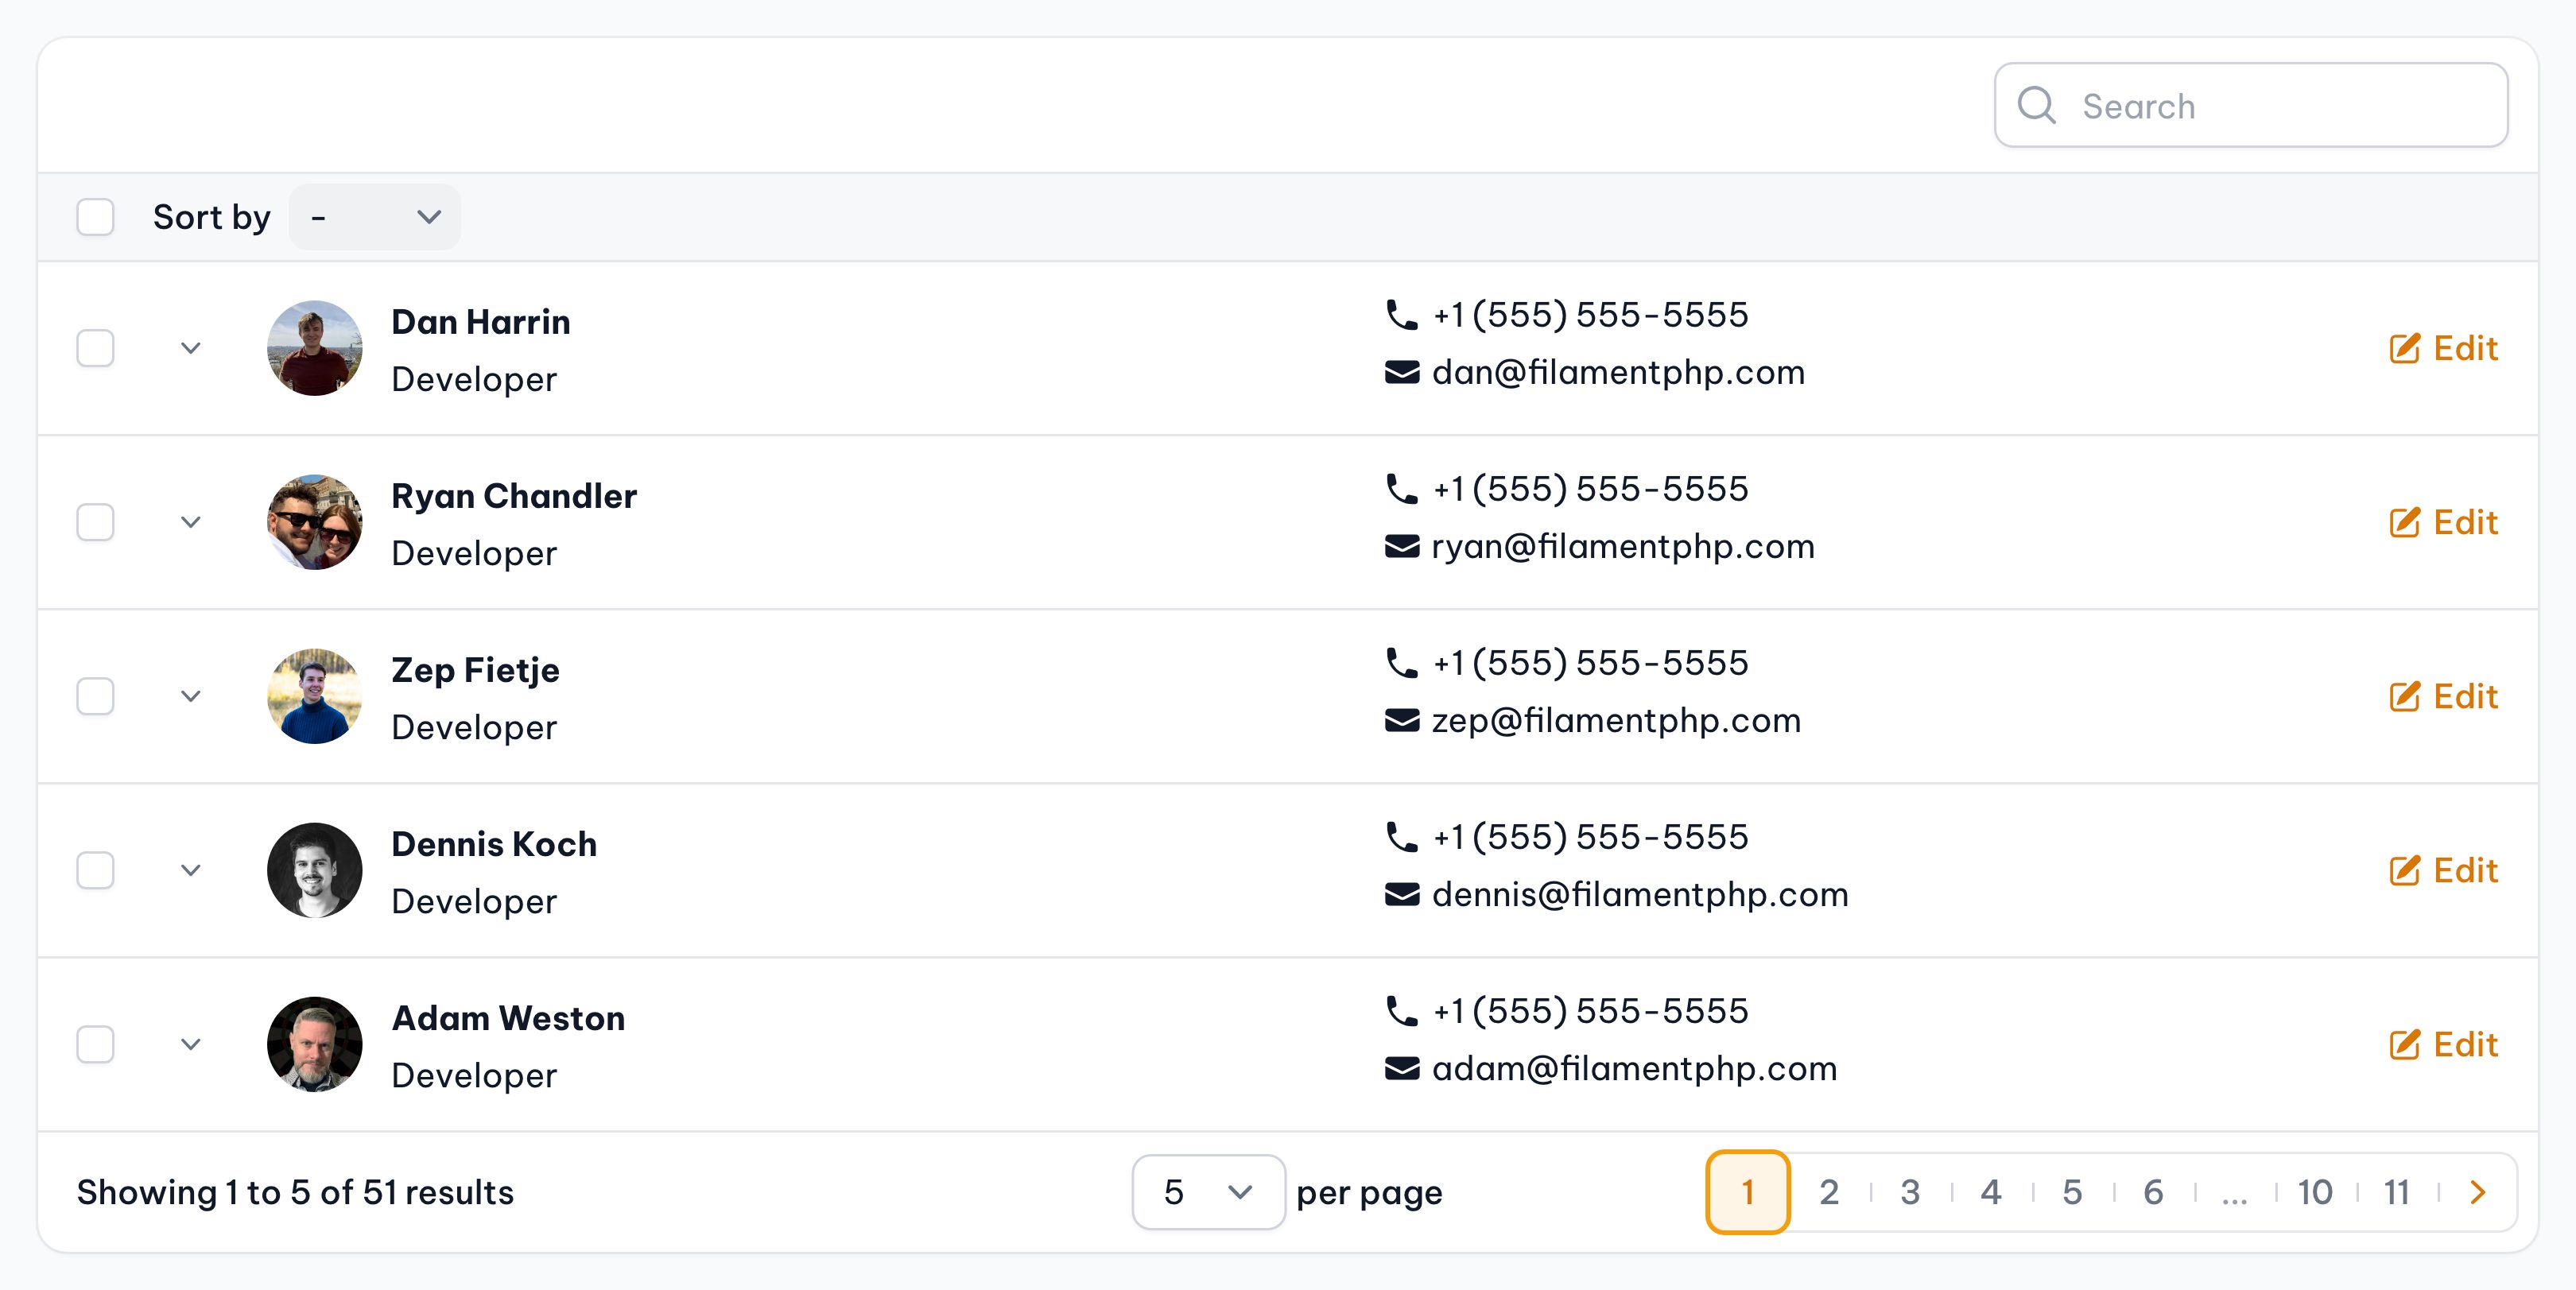 Search
Sort by -
Dan Harrin
Developer
+1 (555) 555-5555
dan@filamentphp.com
Edit
Ryan Chandler
Developer
+1 (555) 555-5555
ryan@filamentphp.com
Edit
Zep Fietje
Developer
+1 (555) 555-5555
zep@filamentphp.com
Edit
Dennis Koch
Developer
+1 (555) 555-5555
dennis@filamentphp.com
Edit
Adam Weston
Developer
+1 (555) 555-5555
adam@filamentphp.com
Edit
Showing 1 to 5 of 51 results
5 per page
1 2 3 4 5 6 ... 10 11